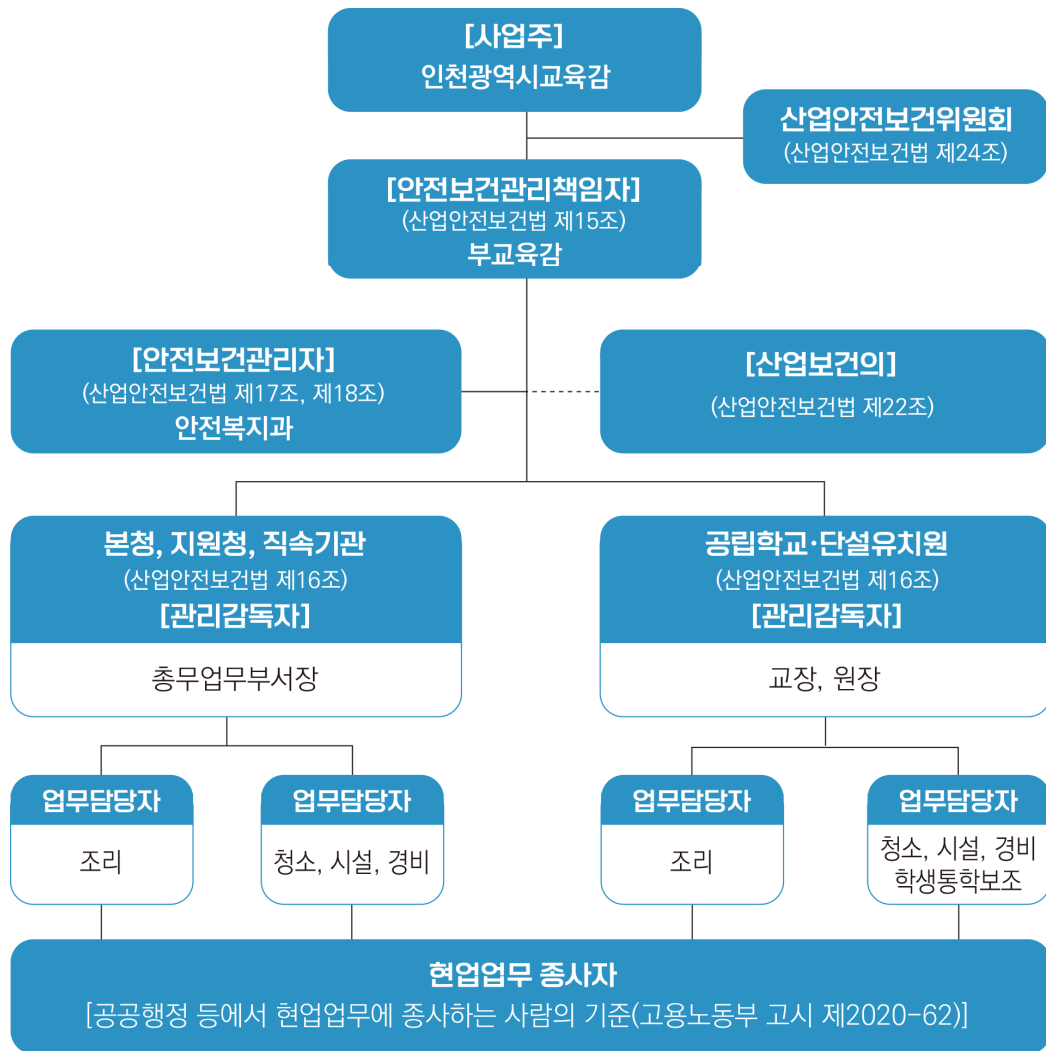 [사업주]
인천광역시교육감
산업안전보건위원회
(산업안전보건법 제24조)
[안전보건관리책임자]
(산업안전보건법 제15조)
부교육감
[안전보건관리자]
(산업안전보건법 제17조, 제18조)
안전복지과
[산업보건의]
(산업안전보건법 제22조)
본청, 지원청, 직속기관
(산업안전보건법 제16조)
[관리감독자]
총무업무부서장
공립학교·단설유치원
(산업안전보건법 제16조)
[관리감독자]
교장, 원장
업무담당자
조리
업무담당자
청소, 시설, 경비
업무담당자
조리
업무담당자
청소, 시설, 경비
학생통학보조
현업업무 종사자
[공공행정 등에서 현업업무에 종사하는 사람의 기준(고용노동부 고시 제2020-62)]